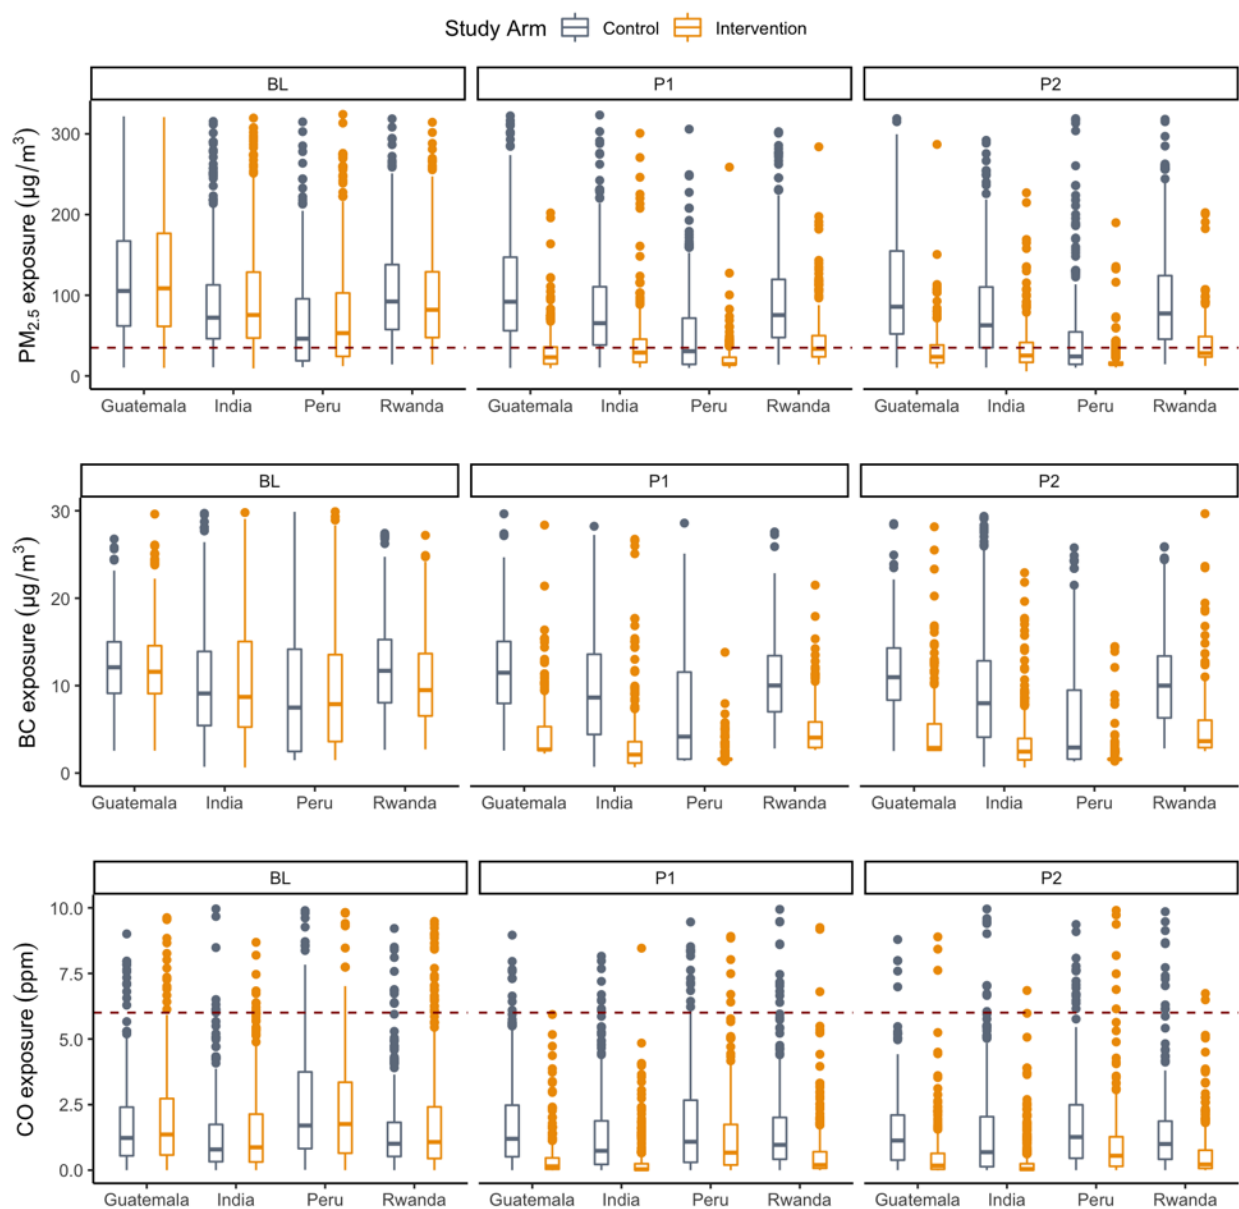 Study Arm Control Intervention
BL P1 P2
PM2.5 exposure (µg/m³)
300
200
100
0
Guatemala India Peru Rwanda Guatemala India Peru Rwanda Guatemala India Peru Rwanda
BL P1 P2
BC exposure (µg/m³)
30
20
10
0
Guatemala India Peru Rwanda Guatemala India Peru Rwanda Guatemala India Peru Rwanda
BL P1 P2
CO exposure (ppm)
10.0
7.5
5.0
2.5
0.0
Guatemala India Peru Rwanda Guatemala India Peru Rwanda Guatemala India Peru Rwanda